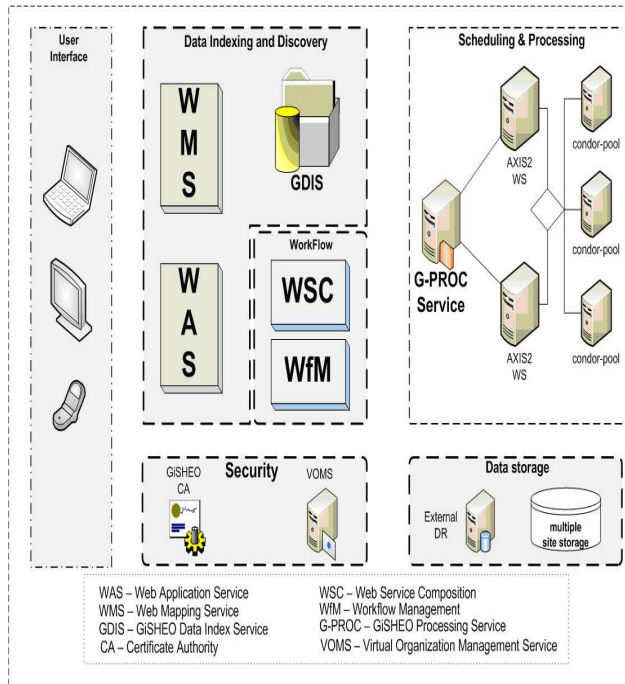 User
Interface
Data Indexing and Discovery
W
M
S
GDIS
W
A
S
WorkFlow
WSC
WfM
Scheduling & Processing
AXIS2
WS
condor-pool
condor-pool
G-PROC
Service
AXIS2
WS
condor-pool
Security
GiSHEO
CA
VOMS
Data storage
External
DR
multiple
site storage
WAS – Web Application Service
WMS – Web Mapping Service
GDIS – GiSHEO Data Index Service
CA – Certificate Authority
WSC – Web Service Composition
WfM – Workflow Management
G-PROC – GiSHEO Processing Service
VOMS – Virtual Organization Management Service